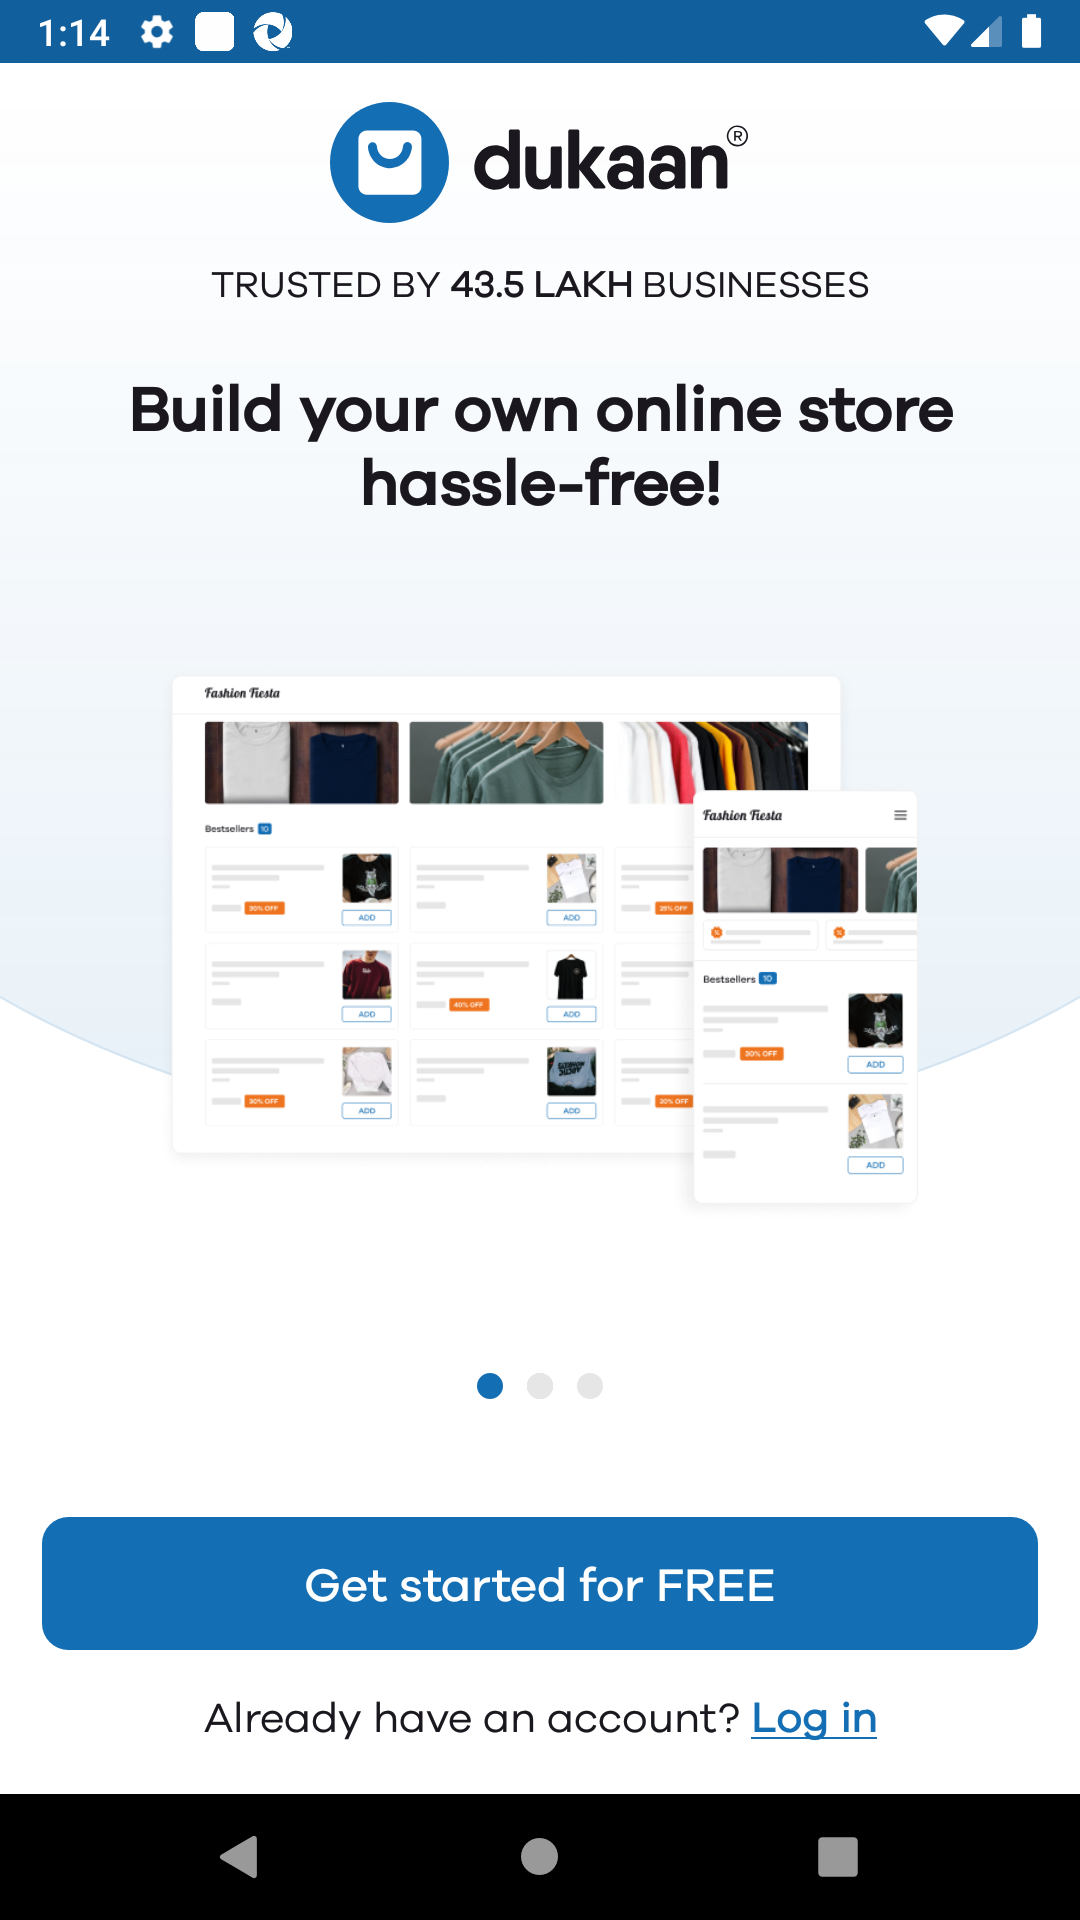 1:14
dukaan®
TRUSTED BY 43.5 LAKH BUSINESSES
Build your own online store
hassle-free!
Fashion Fiesta
Bestsellers 10
30% OFF
ADD
ADD
25% OFF
ADD
40% OFF
ADD
30% OFF
ADD
ADD
20% OFF
Fashion Fiesta
Bestsellers 10
30% OFF
ADD
ADD
Get started for FREE
Already have an account? Log in